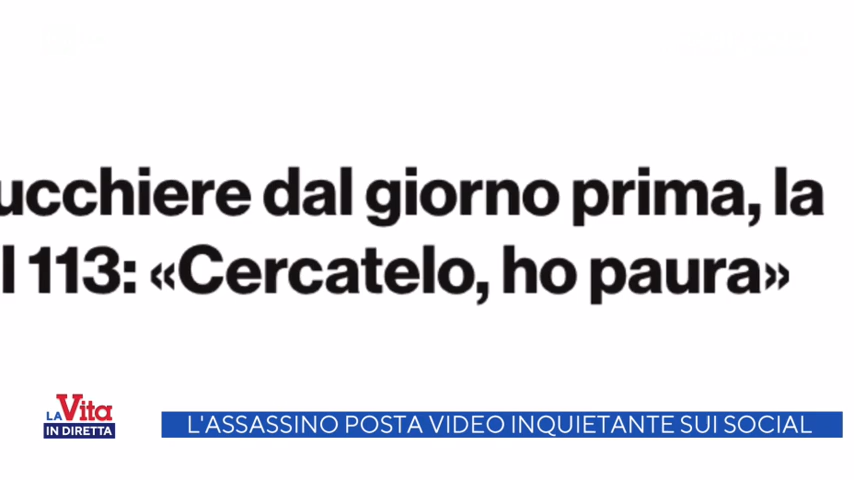 ucchiere dal giorno prima, la
l 113: «Cercatelo, ho paura»
LA Vita
IN DIRETTA
L'ASSASSINO POSTA VIDEO INQUIETANTE SUI SOCIAL